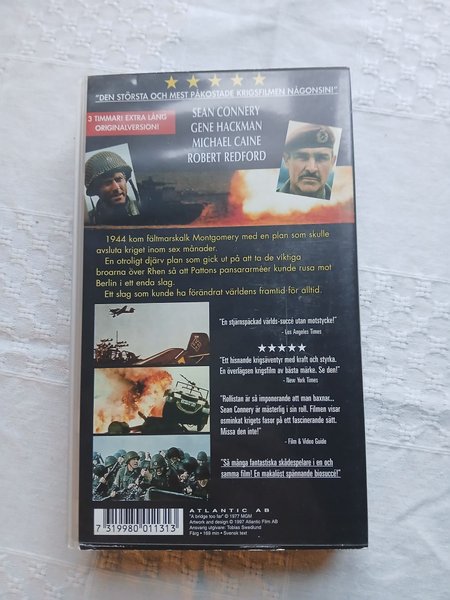 "DEN STÖRSTA OCH MEST PÅKOSTADE KRIGSFILMEN NÅGONSIN!"
3 TIMMAR! EXTRA LÅNG
ORIGINALVERSION!
SEAN CONNERY
GENE HACKMAN
MICHAEL CAINE
ROBERT REDFORD
1944 kom fältmarskalk Montgomery med en plan som skulle
avsluta kriget inom sex månader.
En otroligt djärv plan som gick ut på att ta de viktiga
broarna över Rhen så att Pattons pansararméer kunde rusa mot
Berlin i ett enda slag.
Ett slag som kunde ha förändrat världens framtid för alltid.
"En stjärnspäckad världs-succé utan motstycke!"
- Los Angeles Times
"Ett hisnande krigsäventyr med kraft och styrka.
En överlägsen krigsfilm av bästa märke. Se den!"
- New York Times
"Rollistan är så imponerande att man baxnar...
Sean Connery är mästerlig i sin roll. Filmen visar
osminkat krigets fasor på ett fascinerande sätt.
Missa den inte!"
- Film & Video Guide
"Så många fantastiska skådespelare i en och
samma film! En makalöst spännande biosuccé!"
ATLANTIC AB
"A bridge too far" © 1977 MGM
Artwork and design © 1997 Atlantic Film AB
Ansvarig utgivare: Tobias Swedlund
Färg • 169 min • Svensk text
7 319980 011313